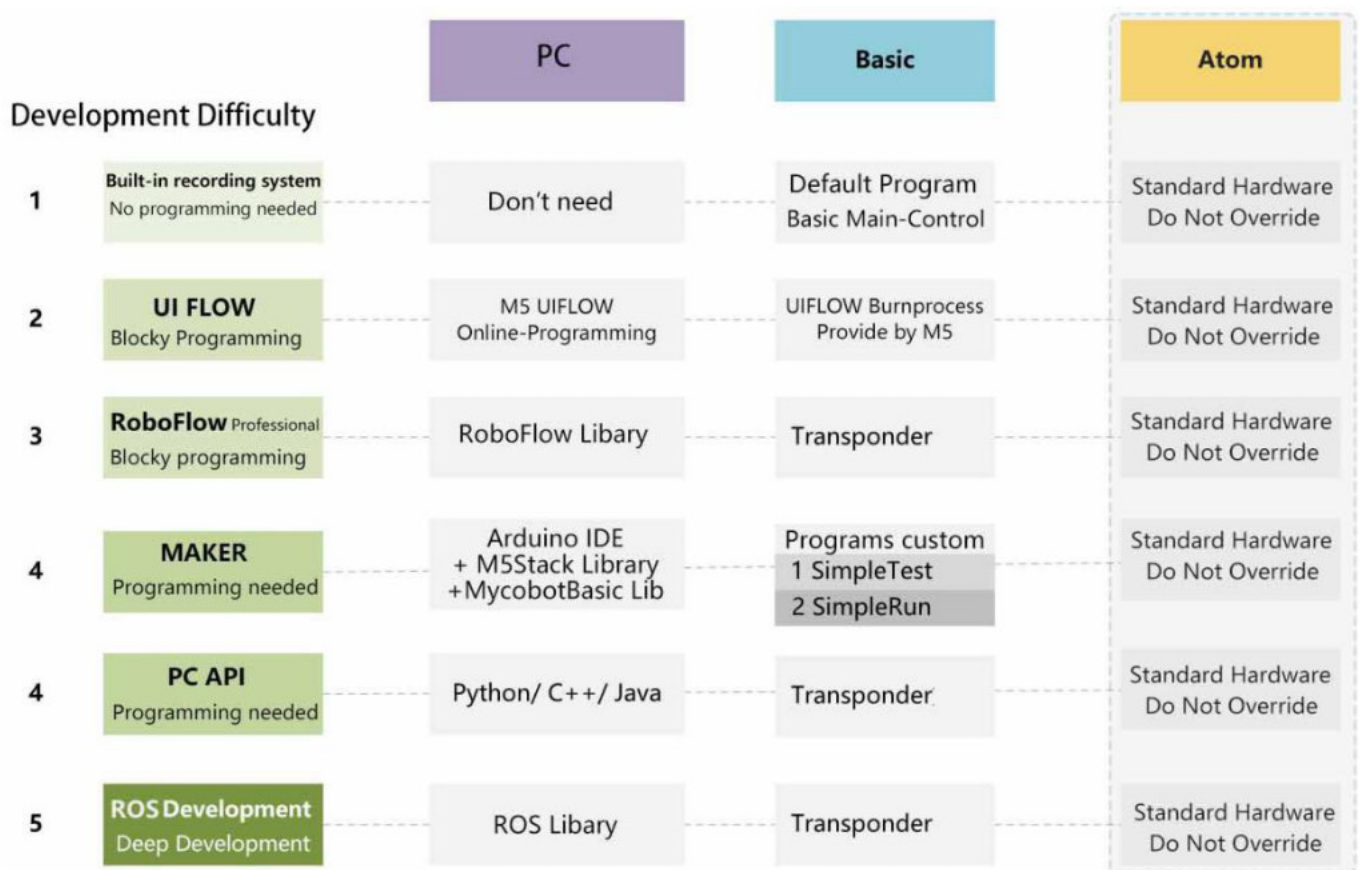 PC
Basic
Atom
Development Difficulty
1
Built-in recording system
No programming needed
Don't need
Default Program
Basic Main-Control
Standard Hardware
Do Not Override
2
UI FLOW
Blocky Programming
M5 UIFLOW
Online-Programming
UIFLOW Burnprocess
Provide by M5
Standard Hardware
Do Not Override
3
RoboFlow Professional
Blocky programming
RoboFlow Libary
Transponder
Standard Hardware
Do Not Override
4
MAKER
Programming needed
Arduino IDE
+ M5Stack Library
+MycobotBasic Lib
Programs custom
1 SimpleTest
2 SimpleRun
Standard Hardware
Do Not Override
4
PC API
Programming needed
Python/ C++/ Java
Transponder
Standard Hardware
Do Not Override
5
ROS Development
Deep Development
ROS Libary
Transponder
Standard Hardware
Do Not Override